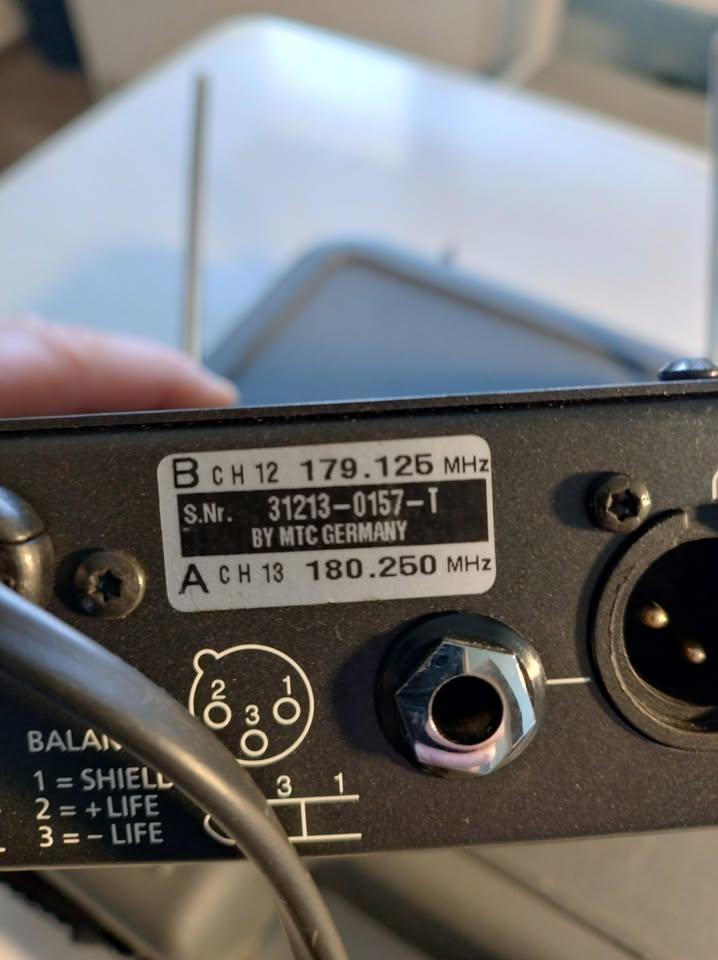 B CH 12 179.125 MHz
S.Nr. 31213-0157-T
BY MTC GERMANY
A CH 13 180.250 MHz
2 1
3
1 = SHIELD
2 = + LIFE
3 = - LIFE
3 1